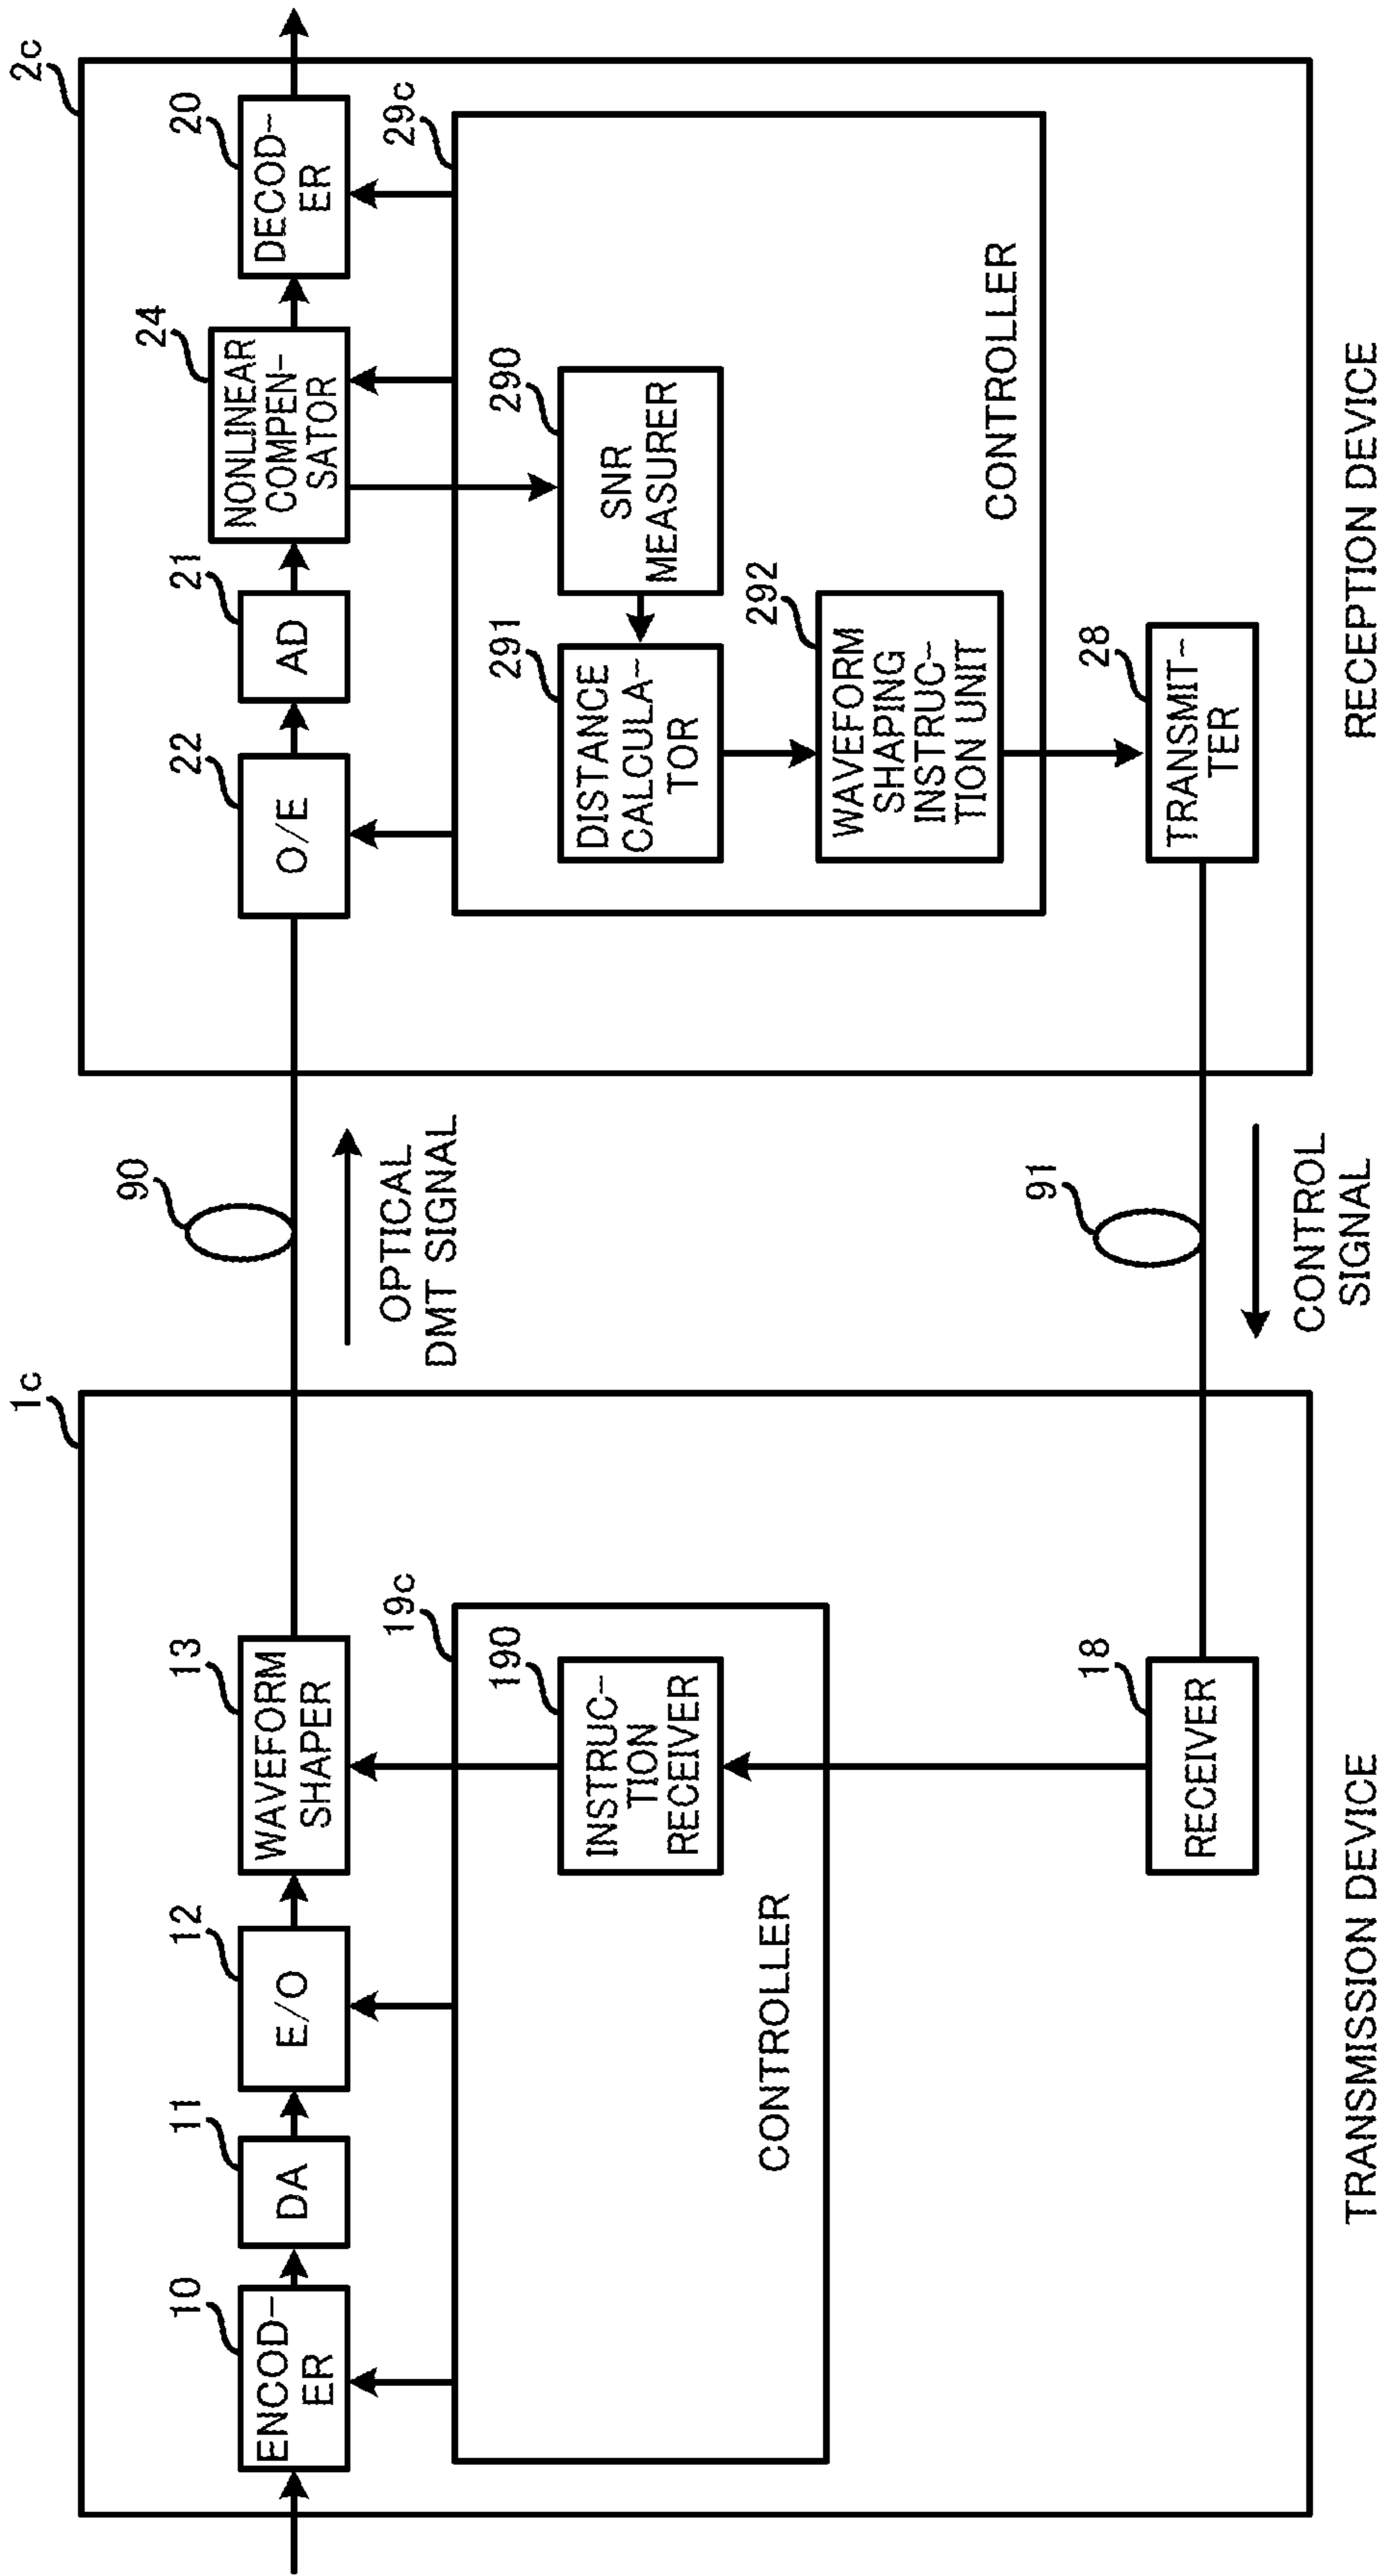 1c
10
ENCOD-
ER
11
DA
12
E/O
13
WAVEFORM
SHAPER
19c
190
INSTRUC-
TION
RECEIVER
CONTROLLER
18
RECEIVER
TRANSMISSION DEVICE
90
OPTICAL
DMT SIGNAL
91
CONTROL
SIGNAL
2c
22
O/E
21
AD
24
NONLINEAR
COMPEN-
SATOR
20
DECOD-
ER
29c
290
SNR
MEASURER
291
DISTANCE
CALCULA-
TOR
292
WAVEFORM
SHAPING
INSTRUC-
TION UNIT
CONTROLLER
28
TRANSMIT-
TER
RECEPTION DEVICE